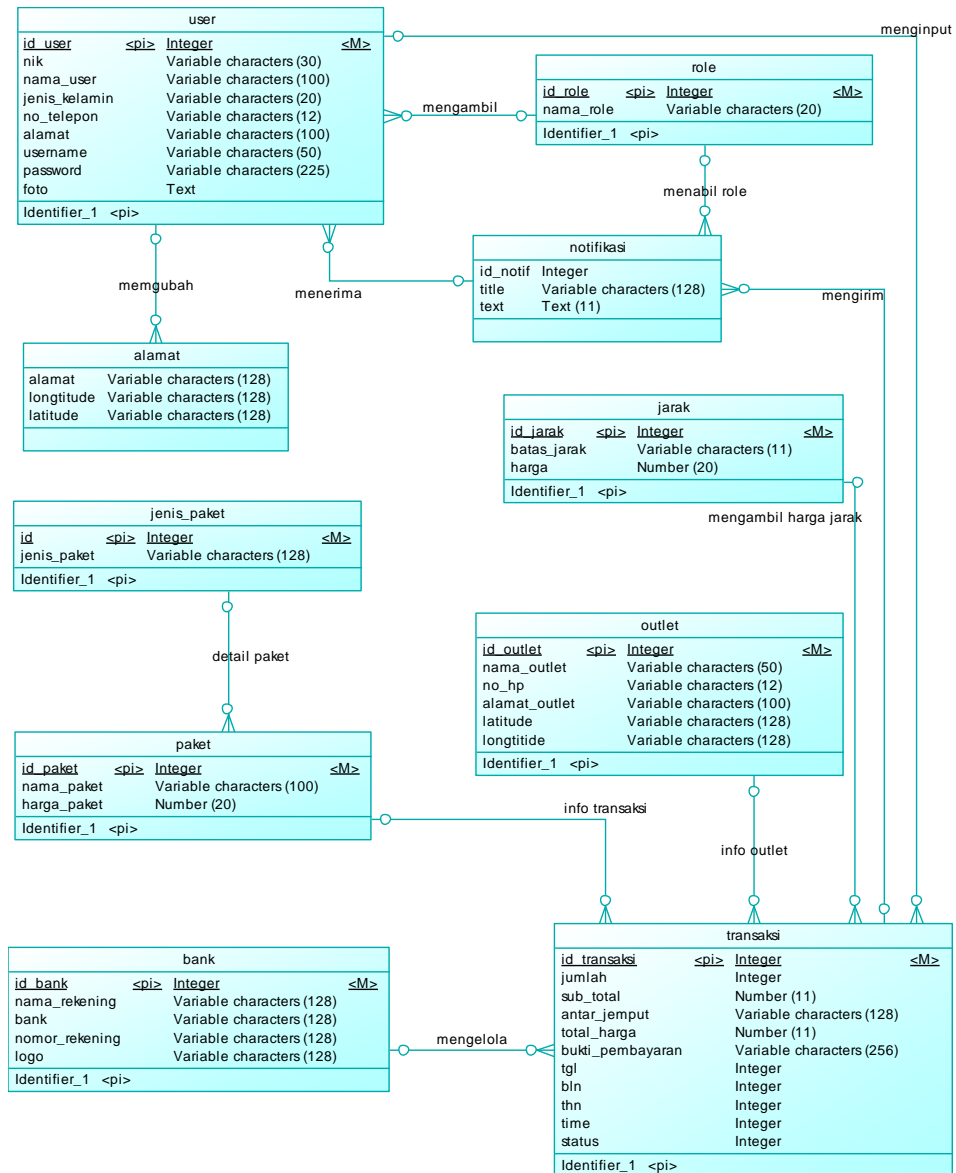 user
id_user <pi> Integer <M>
nik Variable characters (30)
nama_user Variable characters (100)
jenis_kelamin Variable characters (20)
no_telepon Variable characters (12)
alamat Variable characters (100)
username Variable characters (50)
password Variable characters (225)
foto Text
Identifier_1 <pi>
menginput
role
id_role <pi> Integer <M>
nama_role Variable characters (20)
Identifier_1 <pi>
mengambil
menabil role
notifikasi
id_notif Integer
title Variable characters (128)
text Text (11)
memgubah
menerima
mengirim
alamat
alamat Variable characters (128)
longtitude Variable characters (128)
latitude Variable characters (128)
jarak
id_jarak <pi> Integer <M>
batas_jarak Variable characters (11)
harga Number (20)
Identifier_1 <pi>
mengambil harga jarak
jenis_paket
id <pi> Integer <M>
jenis_paket Variable characters (128)
Identifier_1 <pi>
detail paket
outlet
id_outlet <pi> Integer <M>
nama_outlet Variable characters (50)
no_hp Variable characters (12)
alamat_outlet Variable characters (100)
latitude Variable characters (128)
longtitide Variable characters (128)
Identifier_1 <pi>
paket
id_paket <pi> Integer <M>
nama_paket Variable characters (100)
harga_paket Number (20)
Identifier_1 <pi>
info transaksi
info outlet
transaksi
id_transaksi <pi> Integer <M>
jumlah Integer
sub_total Number (11)
antar_jemput Variable characters (128)
total_harga Number (11)
bukti_pembayaran Variable characters (256)
tgl Integer
bln Integer
thn Integer
time Integer
status Integer
Identifier_1 <pi>
bank
id_bank <pi> Integer <M>
nama_rekening Variable characters (128)
bank Variable characters (128)
nomor_rekening Variable characters (128)
logo Variable characters (128)
Identifier_1 <pi>
mengelola